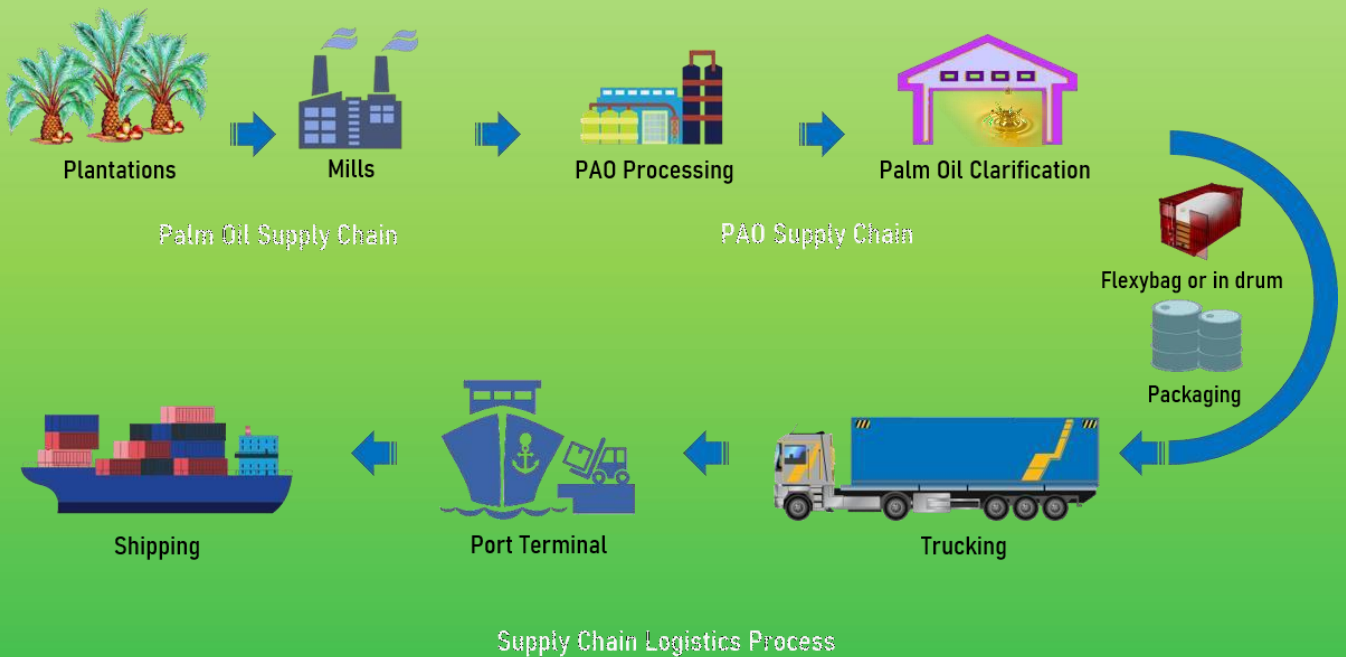 Plantations
Mills
PAO Processing
Palm Oil Clarification
Palm Oil Supply Chain
PAO Supply Chain
Flexybag or in drum
Packaging
Shipping
Port Terminal
Trucking
Supply Chain Logistics Process